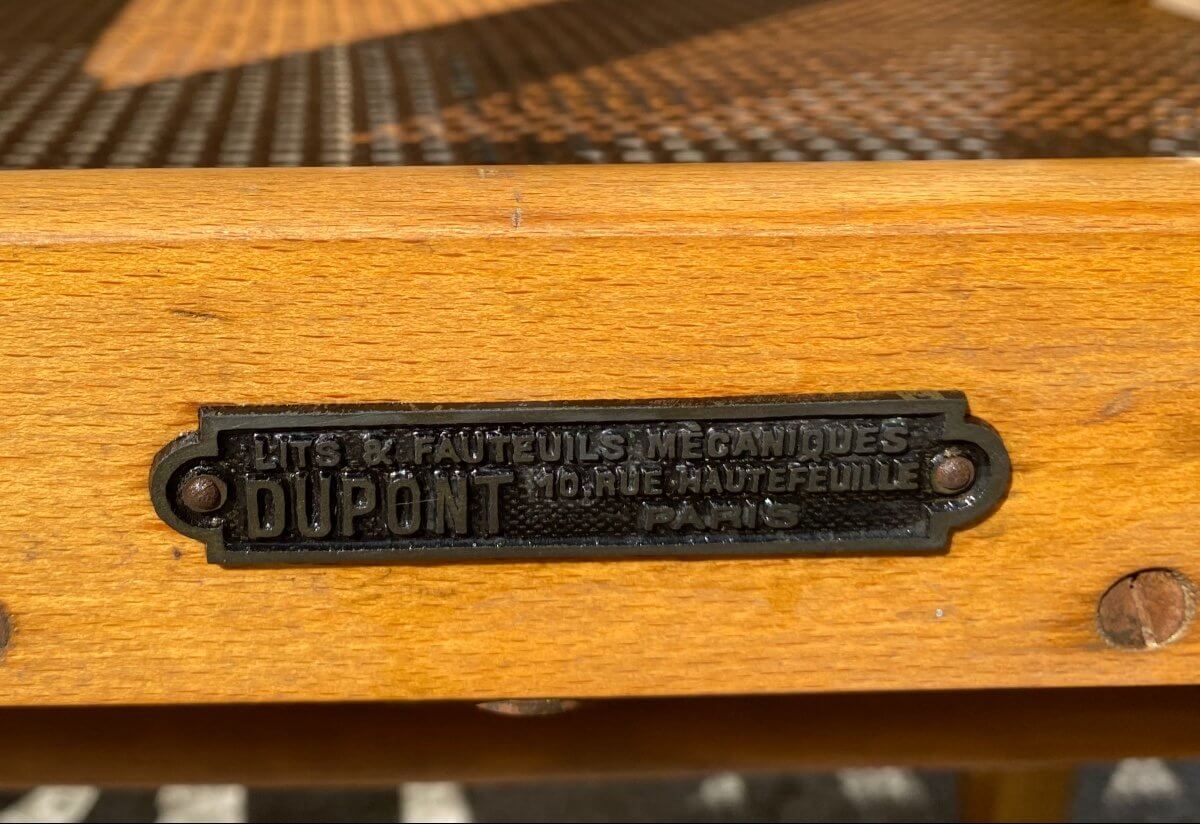 LITS & FAUTEUILS MÉCANIQUES
DUPONT 10, RUE HAUTEFEUILLE
PARIS